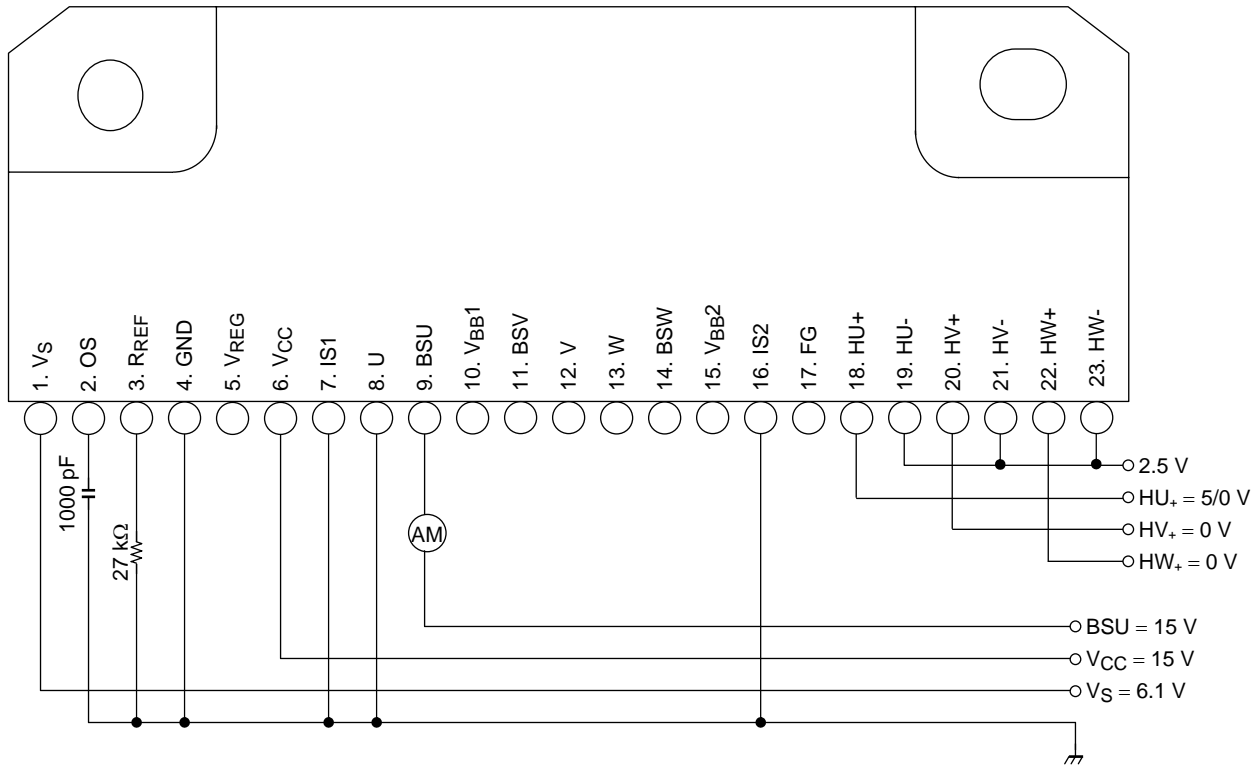 1. VS
2. OS
3. RREF
4. GND
5. VREG
6. VCC
7. IS1
8. U
9. BSU
10. VBB1
11. BSV
12. V
13. W
14. BSW
15. VBB2
16. IS2
17. FG
18. HU+
19. HU-
20. HV+
21. HV-
22. HW+
23. HW-
1000 pF
27 kΩ
AM
2.5 V
HU+ = 5/0 V
HV+ = 0 V
HW+ = 0 V
BSU = 15 V
VCC = 15 V
VS = 6.1 V